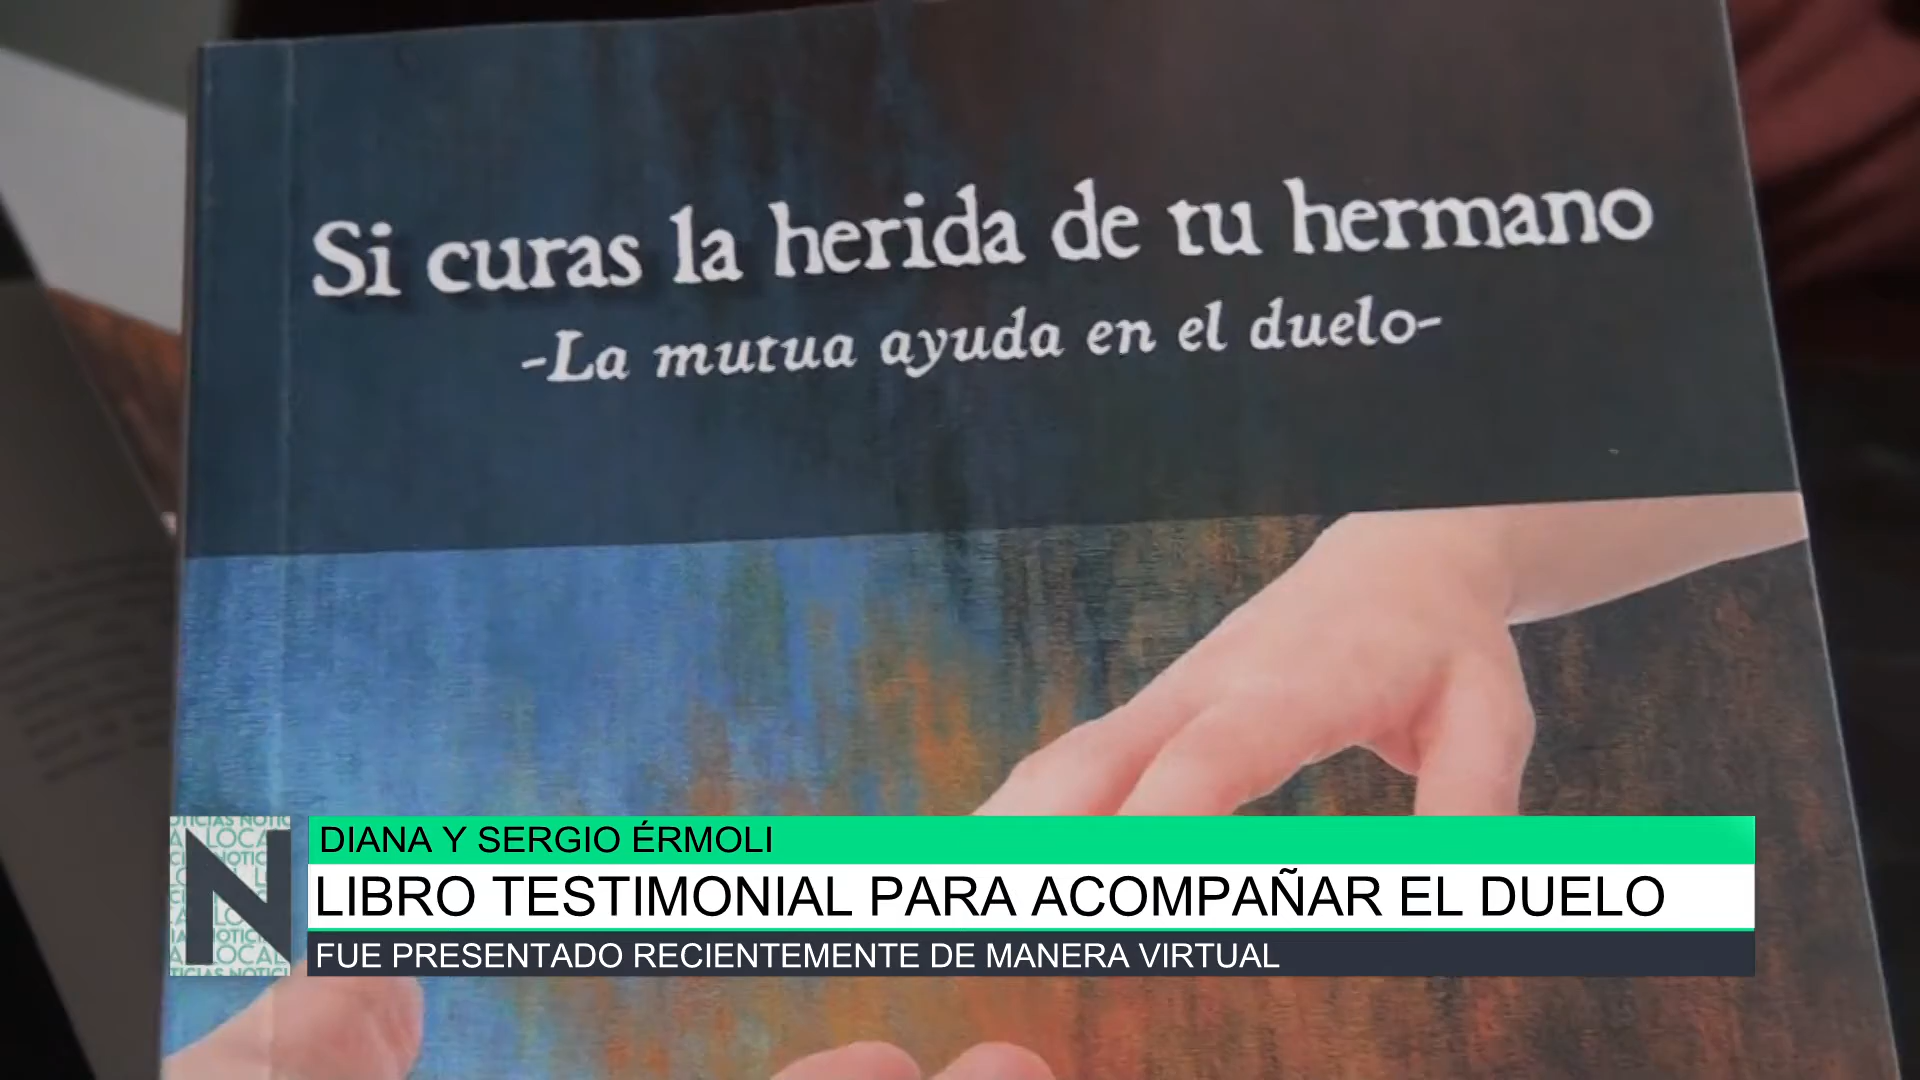 Si curas la herida de tu hermano
-La mutua ayuda en el duelo-
DIANA Y SERGIO ÉRMOLI
LIBRO TESTIMONIAL PARA ACOMPAÑAR EL DUELO
FUE PRESENTADO RECIENTEMENTE DE MANERA VIRTUAL
N